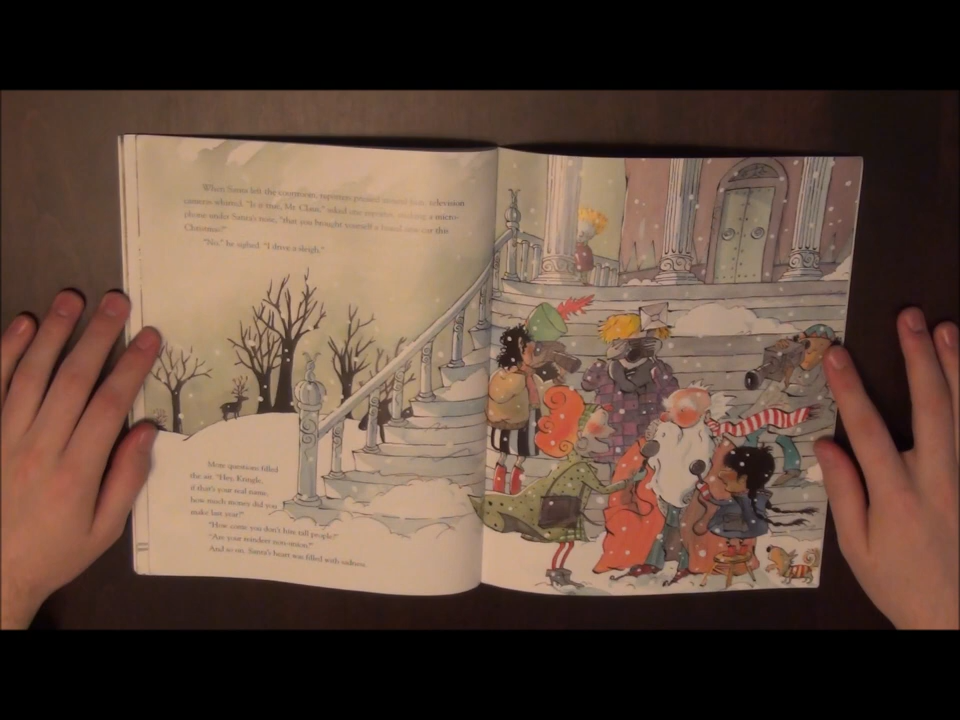 When Santa left the courtroom, reporters pressed around him, television
cameras whirred. "Is it true, Mr. Claus," asked one reporter, sticking a micro-
phone under Santa's nose, "that you brought yourself a brand new car this
Christmas?"
"No," he sighed. "I drive a sleigh."
More questions filled
the air. "Hey, Kringle,
if that's your real name,
how much money did you
make last year?"
"How come you don't hire tall people?"
"Are your reindeer non-union?"
And so on. Santa's heart was filled with sadness.